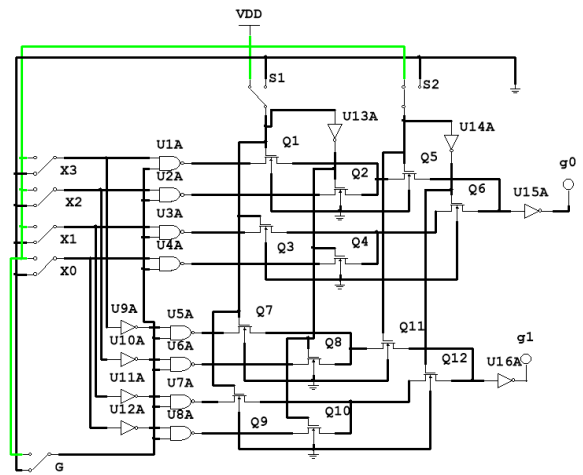 VDD
S1
S2
U13A
U14A
U1A
Q1
Q5
g0
X3
U2A
Q2
Q6
U15A
X2
U3A
X1
U4A
Q3
Q4
X0
U9A
U5A
Q7
Q11
g1
U10A
U6A
Q8
Q12
U16A
U11A
U7A
U12A
U8A
Q9
Q10
G